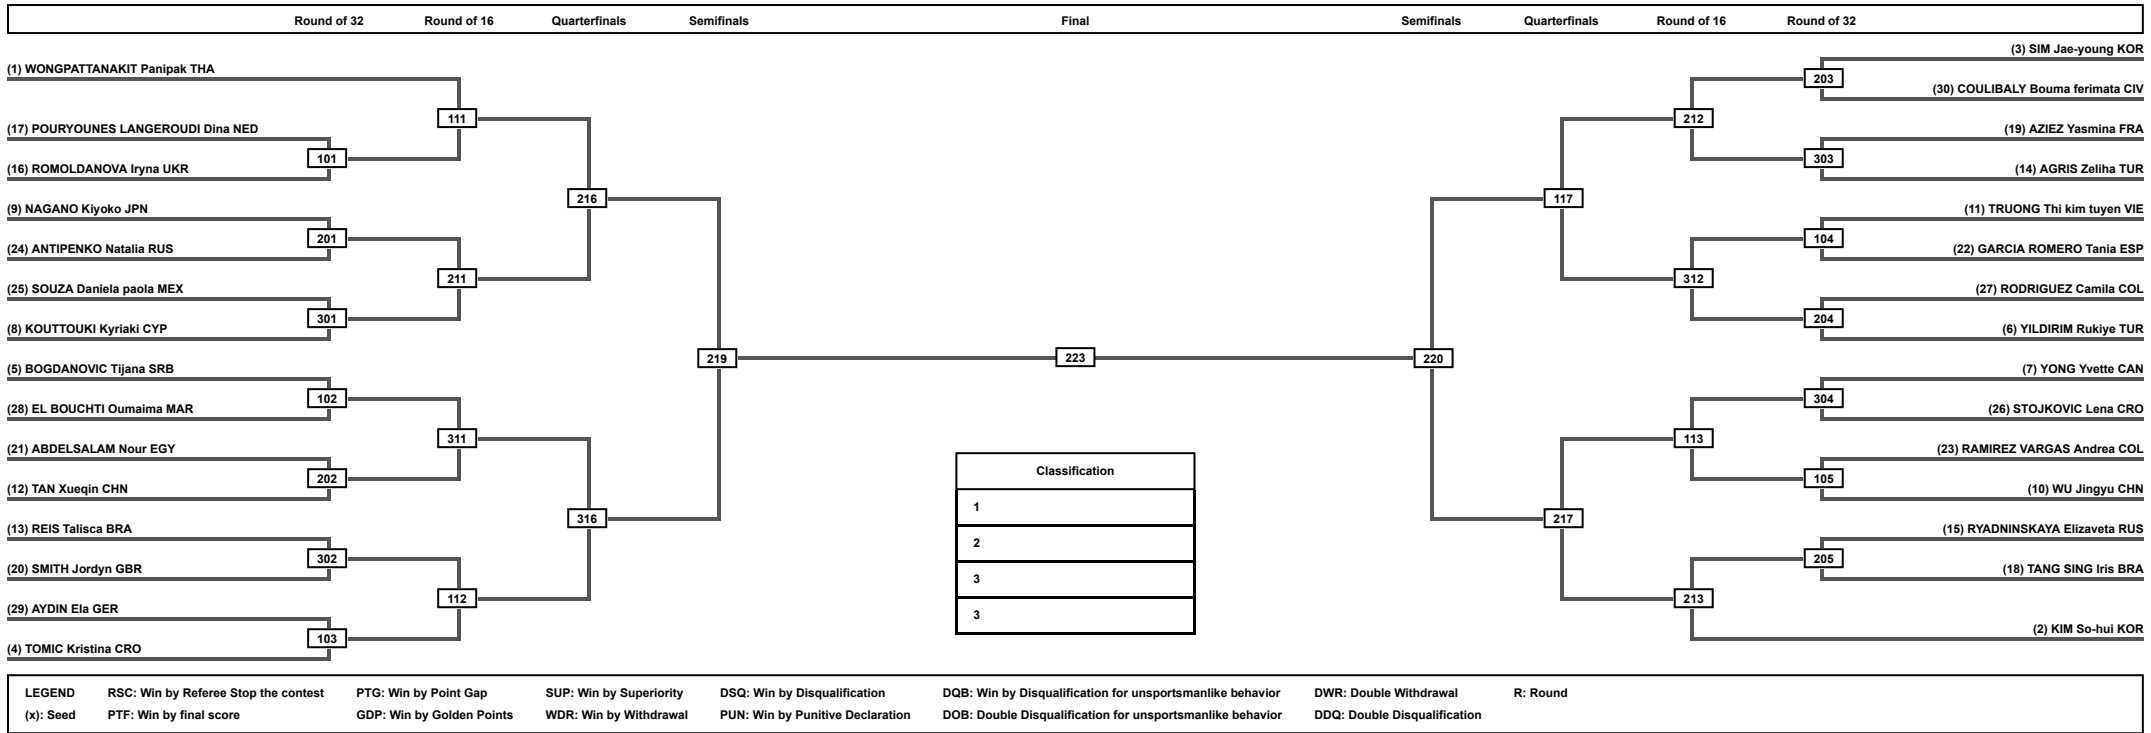 Round of 32 Round of 16 Quarterfinals Semifinals Final Semifinals Quarterfinals Round of 16 Round of 32
(1) WONGPATTANAKIT Panipak THA
111
(17) POURYOUNES LANGEROUDI Dina NED
101
(16) ROMOLDANOVA Iryna UKR
216
(9) NAGANO Kiyoko JPN
201
(24) ANTIPENKO Natalia RUS
211
(25) SOUZA Daniela paola MEX
301
(8) KOUTTOUKI Kyriaki CYP
219
(5) BOGDANOVIC Tijana SRB
102
(28) EL BOUCHTI Oumaima MAR
311
(21) ABDELSALAM Nour EGY
202
(12) TAN Xueqin CHN
316
(13) REIS Talisca BRA
302
(20) SMITH Jordyn GBR
112
(29) AYDIN Ela GER
103
(4) TOMIC Kristina CRO
223
Classification
1
2
3
3
(3) SIM Jae-young KOR
203
(30) COULIBALY Bouma ferimata CIV
212
(19) AZIEZ Yasmina FRA
303
(14) AGRIS Zeliha TUR
117
(11) TRUONG Thi kim tuyen VIE
104
(22) GARCIA ROMERO Tania ESP
312
(27) RODRIGUEZ Camila COL
204
(6) YILDIRIM Rukiye TUR
220
(7) YONG Yvette CAN
304
(26) STOJKOVIC Lena CRO
113
(23) RAMIREZ VARGAS Andrea COL
105
(10) WU Jingyu CHN
217
(15) RYADNINSKAYA Elizaveta RUS
205
(18) TANG SING Iris BRA
213
(2) KIM So-hui KOR
LEGEND RSC: Win by Referee Stop the contest PTG: Win by Point Gap SUP: Win by Superiority DSQ: Win by Disqualification DQB: Win by Disqualification for unsportsmanlike behavior DWR: Double Withdrawal R: Round
(x): Seed PTF: Win by final score GDP: Win by Golden Points WDR: Win by Withdrawal PUN: Win by Punitive Declaration DOB: Double Disqualification for unsportsmanlike behavior DDQ: Double Disqualification